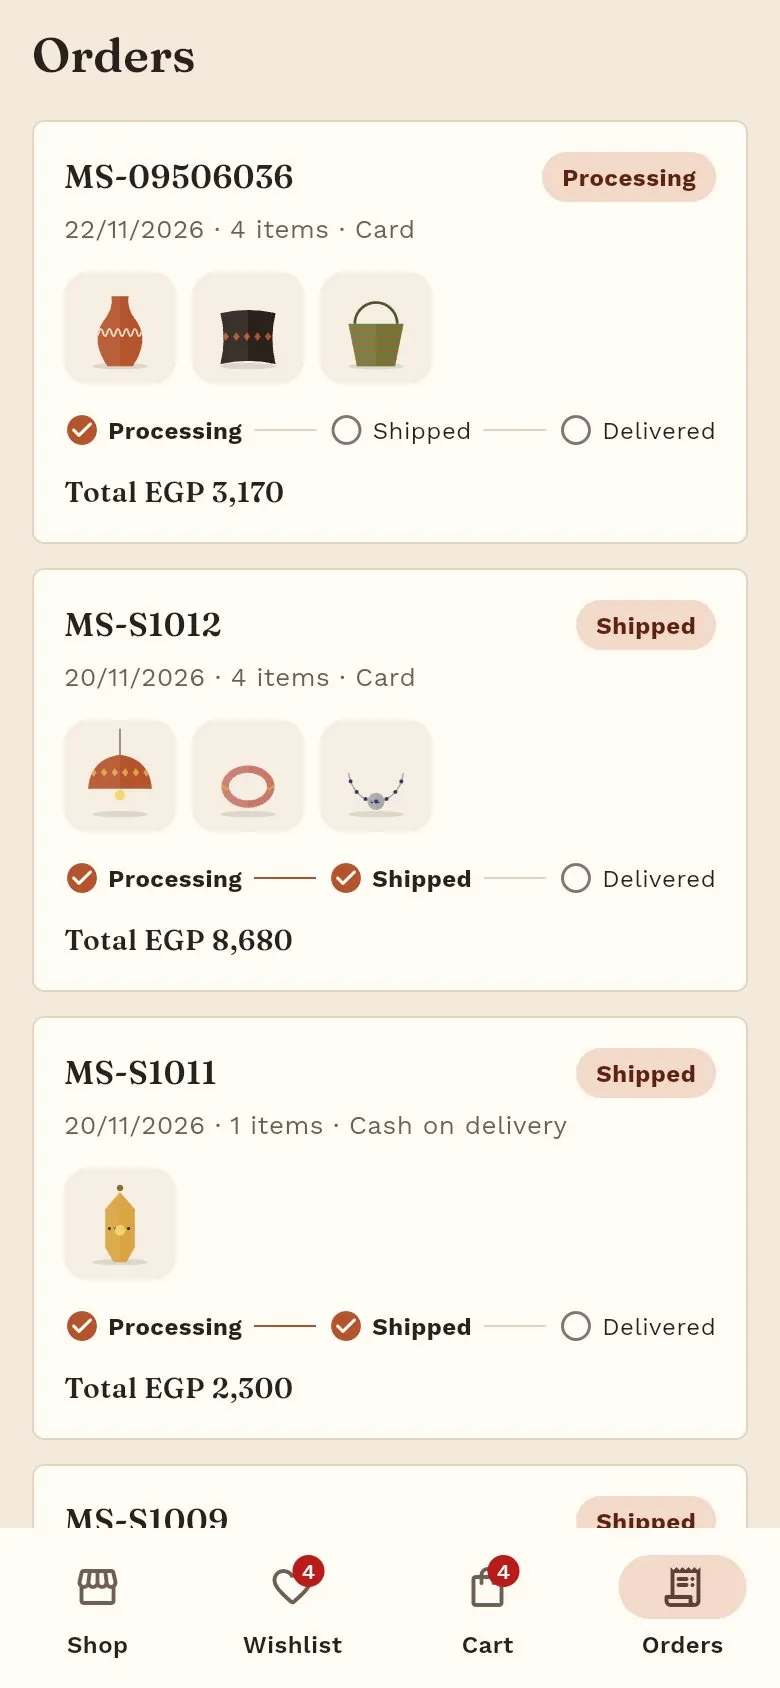 Orders
MS-09506036
Processing
22/11/2026 · 4 items · Card
Processing
Shipped
Delivered
Total EGP 3,170
MS-S1012
Shipped
20/11/2026 · 4 items · Card
Processing
Shipped
Delivered
Total EGP 8,680
MS-S1011
Shipped
20/11/2026 · 1 items · Cash on delivery
Processing
Shipped
Delivered
Total EGP 2,300
MS-S1009
Shipped
4
4
Shop
Wishlist
Cart
Orders